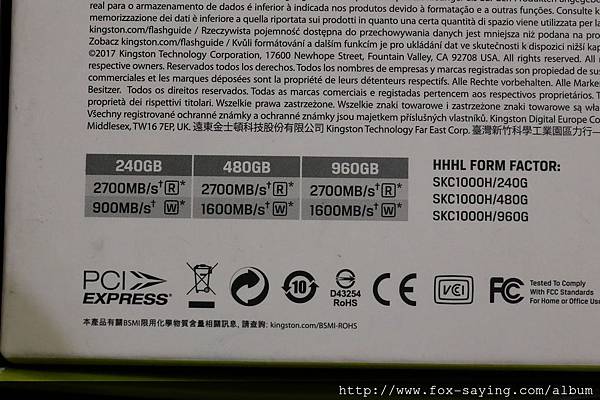 real para o armazenamento de dados é inferior à indicada nos produtos devido à formatação e a outras funções. Consulte
memorizzazione dei dati è inferiore a quella riportata sui prodotti in quanto una certa quantità di spazio viene utilizzata per la
kingston.com/flashguide / Rzeczywista pojemność dostępna do przechowywania danych jest mniejsza niż podana na pro
Zobacz kingston.com/flashguide / Kvůli formátování a dalším funkcím je pro ukládání dat ve skutečnosti k dispozici nižší kap
©2017 Kingston Technology Corporation, 17600 Newhope Street, Fountain Valley, CA 92708 USA. All rights reserved. All
respective owners. Reservados todos los derechos. Todos los nombres de empresas y marcas registradas son propiedad de sus
commerciales et les marques déposées sont la propriété de leurs détenteurs respectifs. Alle Rechte vorbehalten. Alle Marke
Besitzer. Todos os direitos reservados. Todas as marcas comerciais e registadas pertencem aos respectivos proprietários. T
proprietà dei rispettivi titolari. Wszelkie prawa zastrzeżone. Wszelkie znaki towarowe i zastrzeżone znaki towarowe są wła
Všechny registrované ochranné známky a ochranné známky jsou majetkem příslušných vlastníků. Kingston Digital Europe Co
Middlesex, TW16 7EP, UK. 遠東金士頓科技股份有限公司 Kingston Technology Far East Corp. 臺灣新竹科學工業園區力行一
240GB 480GB 960GB
2700MB/s† R* 2700MB/s† R* 2700MB/s† R*
900MB/s† W* 1600MB/s† W* 1600MB/s† W*
HHHL FORM FACTOR:
SKC1000H/240G
SKC1000H/480G
SKC1000H/960G
PCI EXPRESS®
10
D43254
RoHS
CE
VCI
FC
Tested To Comply
With FCC Standards
For Home or Office Use
本產品有關BSMI限用化學物質含量相關訊息, 請查詢: kingston.com/BSMI-ROHS
http://www.fox-saying.com/album